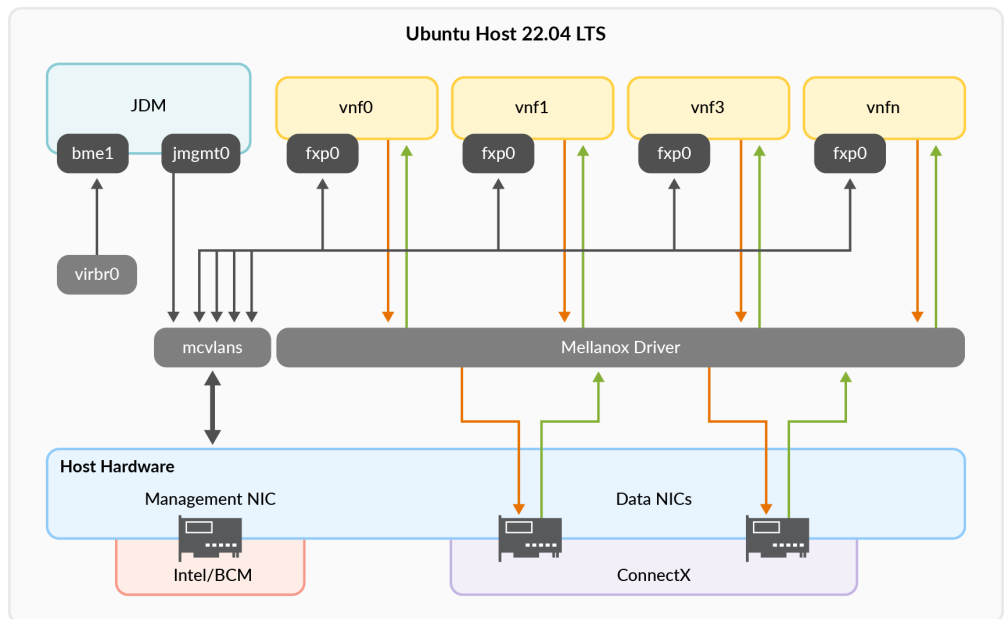 Ubuntu Host 22.04 LTS
JDM
vnf0
vnf1
vnf3
vnfn
bme1
jmgmt0
fxp0
fxp0
fxp0
fxp0
virbr0
mcvlans
Mellanox Driver
Host Hardware
Management NIC
Data NICs
Intel/BCM
ConnectX